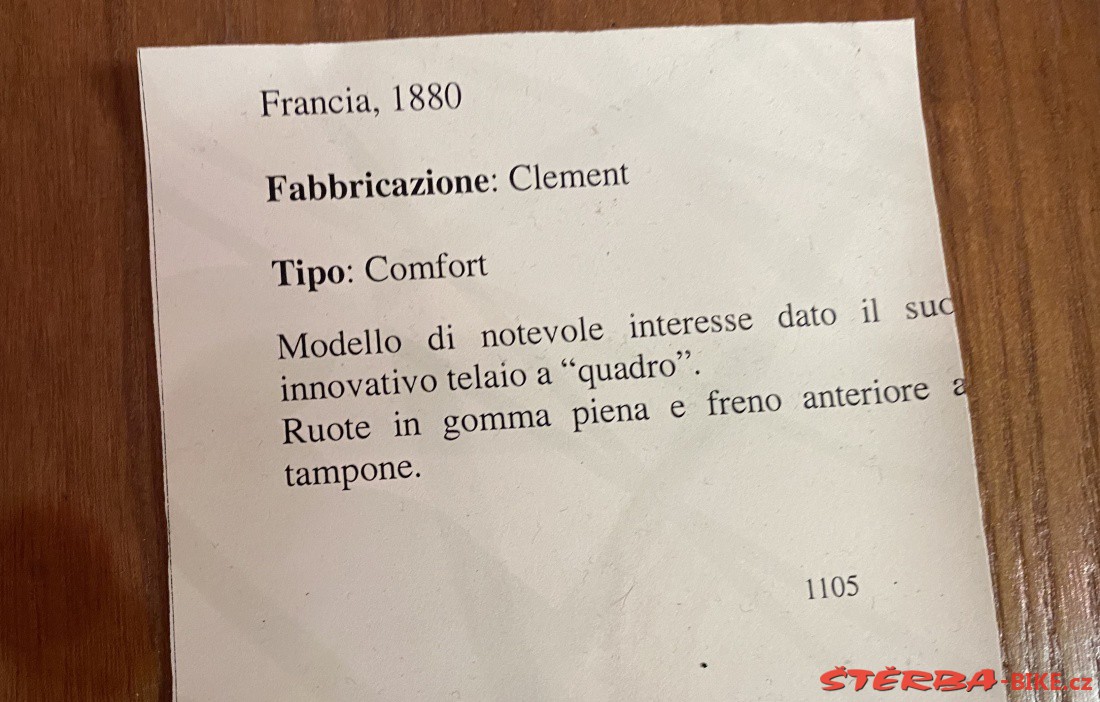 Francia, 1880
Fabbricazione: Clement
Tipo: Comfort
Modello di notevole interesse dato il suo
innovativo telaio a “quadro”.
Ruote in gomma piena e freno anteriore a
tampone.
1105
ŠTĚRBA-BIKE.cz